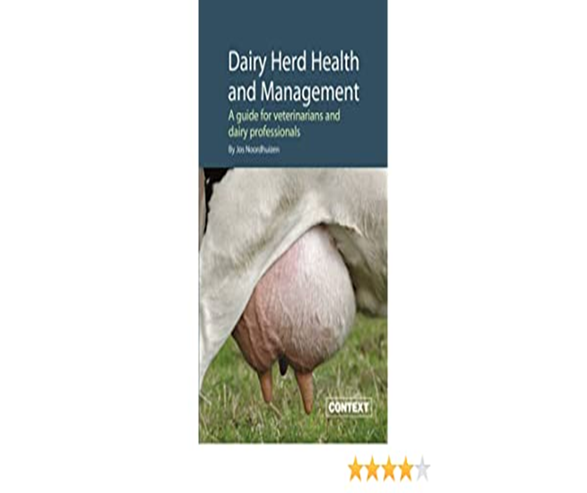 Dairy Herd Health
and Management
A guide for veterinarians and
dairy professionals
By Jos Noordhuizen
CONTEXT